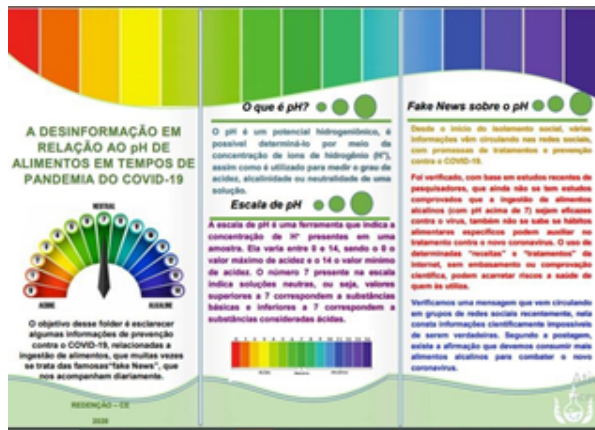 A DESINFORMAÇÃO EM
RELAÇÃO AO pH DE
ALIMENTOS EM TEMPOS DE
PANDEMIA DO COVID-19
NEUTRAL
ACIDIC
ALKALINE
O objetivo desse folder é esclarecer
algumas informações de prevenção
contra o COVID-19, relacionadas a
ingestão de alimentos, que muitas vezes
se trata das famosas"fake News", que
nos acompanham diariamente.
REDENÇÃO – CE
2020
O que é pH?
O pH é um potencial hidrogeniônico, é
possível determiná-lo por meio da
concentração de íons de hidrogênio (H⁺),
assim como é utilizado para medir o grau de
acidez, alcalinidade ou neutralidade de uma
solução.
Escala de pH
A escala de pH é uma ferramenta que indica a
concentração de H⁺ presentes em uma
amostra. Ela varia entre 0 e 14, sendo o 0 o
valor máximo de acidez e o 14 o valor mínimo
de acidez. O número 7 presente na escala
indica soluções neutras, ou seja, valores
superiores a 7 correspondem a substâncias
básicas e inferiores a 7 correspondem a
substâncias consideradas ácidas.
Fake News sobre o pH
Desde o início do isolamento social, várias
informações vêm circulando nas redes sociais,
com promessas de tratamentos e prevenção
contra o COVID-19.
Foi verificado, com base em estudos recentes de
pesquisadores, que ainda não se tem estudos
comprovados que a ingestão de alimentos
alcalinos (com pH acima de 7) sejam eficazes
contra o vírus, também não se sabe se hábitos
alimentares específicos podem auxiliar no
tratamento contra o novo coronavírus. O uso de
determinadas "receitas" e "tratamentos" da
internet, sem embasamento ou comprovação
científica, podem acarretar riscos a saúde de
quem às utiliza.
Verificamos uma mensagem que vem circulando
em grupos de redes sociais recentemente, nela
consta informações cientificamente impossíveis
de serem verdadeiras. Segundo a postagem,
existe a afirmação que devemos consumir mais
alimentos alcalinos para combater o novo
coronavírus.